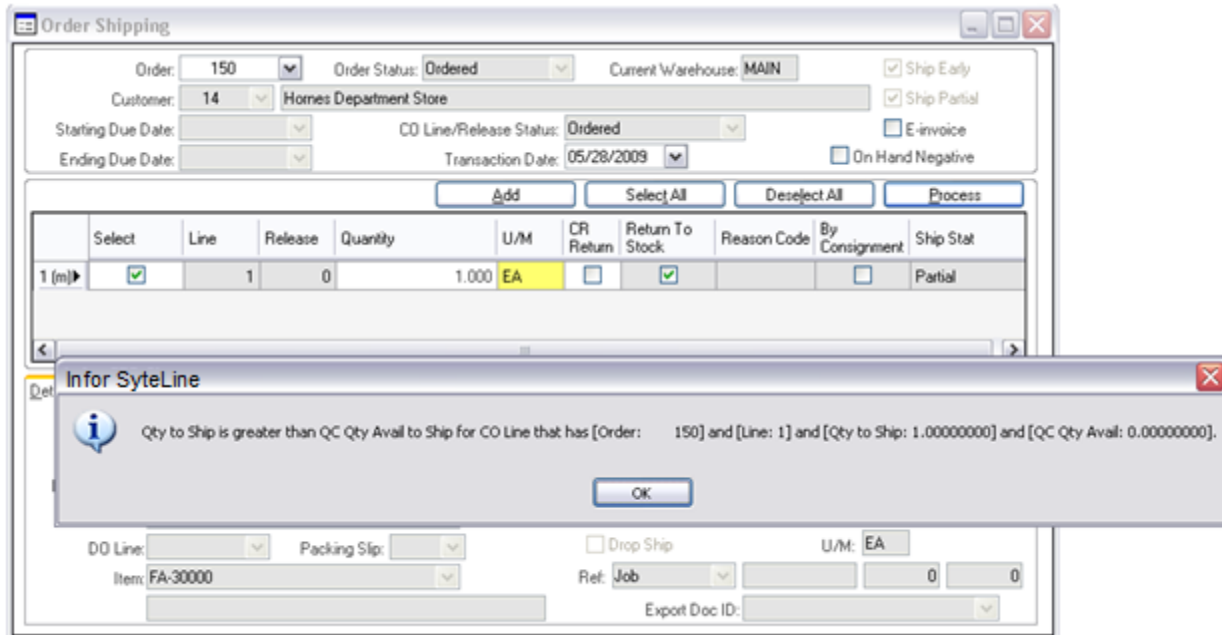 Order Shipping
Order: 150 Order Status: Ordered Current Warehouse: MAIN Ship Early
Customer: 14 Homes Department Store Ship Partial
Starting Due Date: CO Line/Release Status: Ordered E-invoice
Ending Due Date: Transaction Date: 05/28/2009 On Hand Negative
Add Select All Deselect All Process
Select Line Release Quantity U/M CR Return Return To Stock Reason Code By Consignment Ship Stat
1 (m) 1 0 1.000 EA Partial
Det
Infor SyteLine
Qty to Ship is greater than QC Qty Avail to Ship for CO Line that has [Order: 150] and [Line: 1] and [Qty to Ship: 1.00000000] and [QC Qty Avail: 0.00000000].
OK
DO Line: Packing Slip: Drop Ship U/M: EA
Item: FA-30000 Ref: Job 0 0
Export Doc ID: